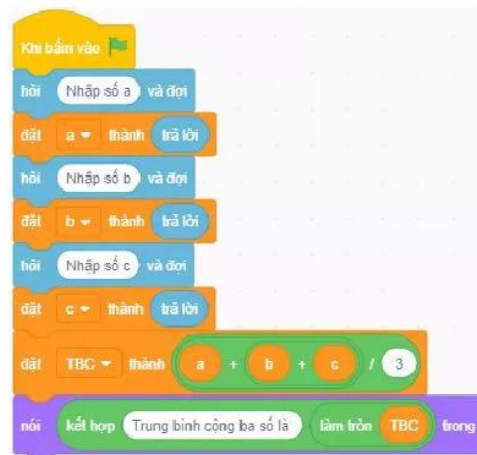 Khi bấm vào
hỏi Nhập số a và đợi
đặt a thành trả lời
hỏi Nhập số b và đợi
đặt b thành trả lời
hỏi Nhập số c và đợi
đặt c thành trả lời
đặt TBC thành a + b + c / 3
nói kết hợp Trung bình cộng ba số là làm tròn TBC trong